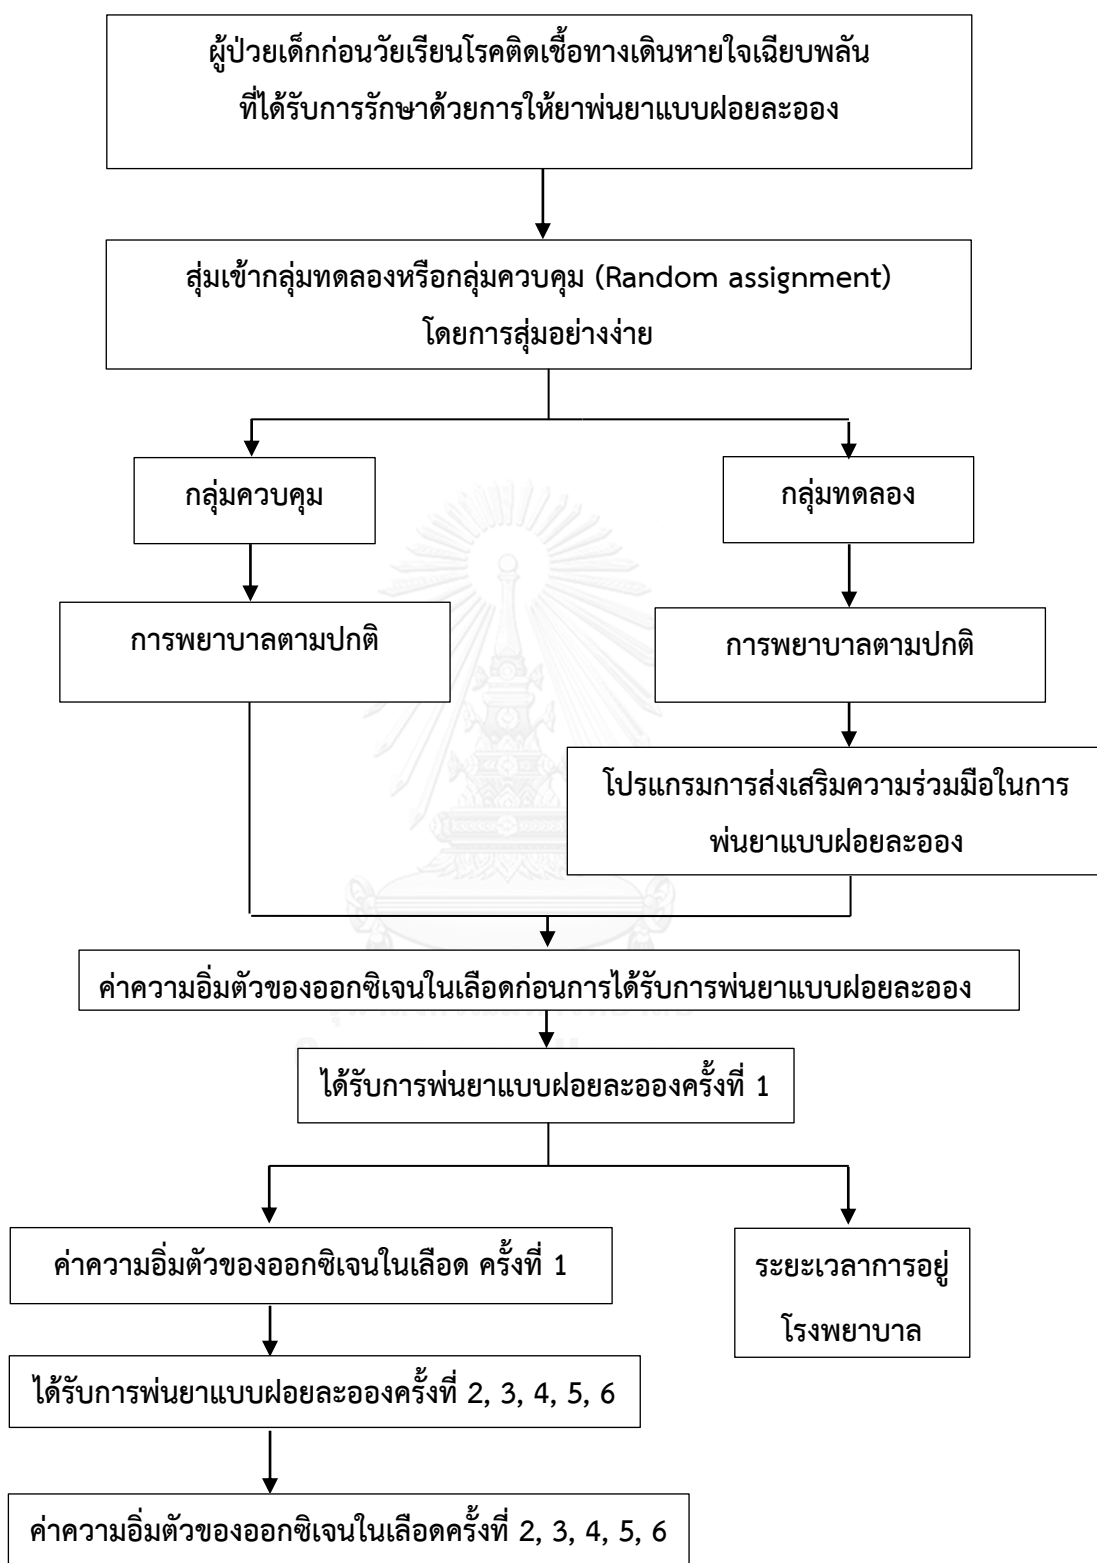 ผู้ป่วยเด็กก่อนวัยเรียนโรคติดเชื้อทางเดินหายใจเฉียบพลัน
ที่ได้รับการรักษาด้วยการให้ยาพ่นยาแบบฝอยละออง
สุ่มเข้ากลุ่มทดลองหรือกลุ่มควบคุม (Random assignment)
โดยการสุ่มอย่างง่าย
กลุ่มควบคุม
กลุ่มทดลอง
การพยาบาลตามปกติ
การพยาบาลตามปกติ
โปรแกรมการส่งเสริมความร่วมมือในการ
พ่นยาแบบฝอยละออง
ค่าความอิ่มตัวของออกซิเจนในเลือดก่อนการได้รับการพ่นยาแบบฝอยละออง
ได้รับการพ่นยาแบบฝอยละอองครั้งที่ 1
ค่าความอิ่มตัวของออกซิเจนในเลือด ครั้งที่ 1
ระยะเวลาการอยู่
โรงพยาบาล
ได้รับการพ่นยาแบบฝอยละอองครั้งที่ 2, 3, 4, 5, 6
ค่าความอิ่มตัวของออกซิเจนในเลือดครั้งที่ 2, 3, 4, 5, 6